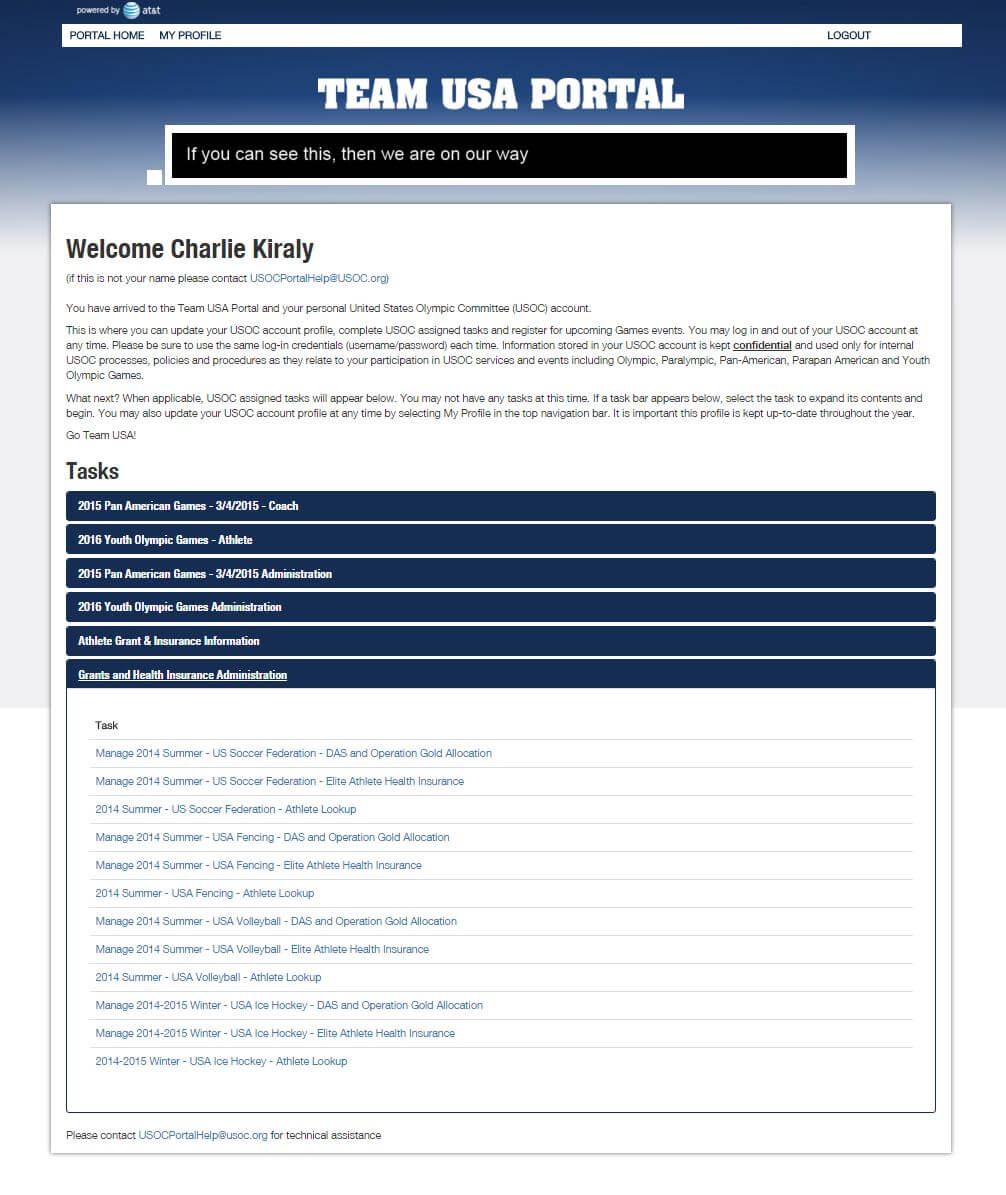 powered by at&t
PORTAL HOME MY PROFILE LOGOUT
TEAM USA PORTAL
If you can see this, then we are on our way
Welcome Charlie Kiraly
(if this is not your name please contact USOCPortalHelp@USOC.org)
You have arrived to the Team USA Portal and your personal United States Olympic Committee (USOC) account.
This is where you can update your USOC account profile, complete USOC assigned tasks and register for upcoming Games events. You may log in and out of your USOC account at
any time. Please be sure to use the same log-in credentials (username/password) each time. Information stored in your USOC account is kept confidential and used only for internal
USOC processes, policies and procedures as they relate to your participation in USOC services and events including Olympic, Paralympic, Pan-American, Parapan American and Youth
Olympic Games.
What next? When applicable, USOC assigned tasks will appear below. You may not have any tasks at this time. If a task bar appears below, select the task to expand its contents and
begin. You may also update your USOC account profile at any time by selecting My Profile in the top navigation bar. It is important this profile is kept up-to-date throughout the year.
Go Team USA!
Tasks
2015 Pan American Games - 3/4/2015 - Coach
2016 Youth Olympic Games - Athlete
2015 Pan American Games - 3/4/2015 Administration
2016 Youth Olympic Games Administration
Athlete Grant & Insurance Information
Grants and Health Insurance Administration
Task
Manage 2014 Summer - US Soccer Federation - DAS and Operation Gold Allocation
Manage 2014 Summer - US Soccer Federation - Elite Athlete Health Insurance
2014 Summer - US Soccer Federation - Athlete Lookup
Manage 2014 Summer - USA Fencing - DAS and Operation Gold Allocation
Manage 2014 Summer - USA Fencing - Elite Athlete Health Insurance
2014 Summer - USA Fencing - Athlete Lookup
Manage 2014 Summer - USA Volleyball - DAS and Operation Gold Allocation
Manage 2014 Summer - USA Volleyball - Elite Athlete Health Insurance
2014 Summer - USA Volleyball - Athlete Lookup
Manage 2014-2015 Winter - USA Ice Hockey - DAS and Operation Gold Allocation
Manage 2014-2015 Winter - USA Ice Hockey - Elite Athlete Health Insurance
2014-2015 Winter - USA Ice Hockey - Athlete Lookup
Please contact USOCPortalHelp@usoc.org for technical assistance